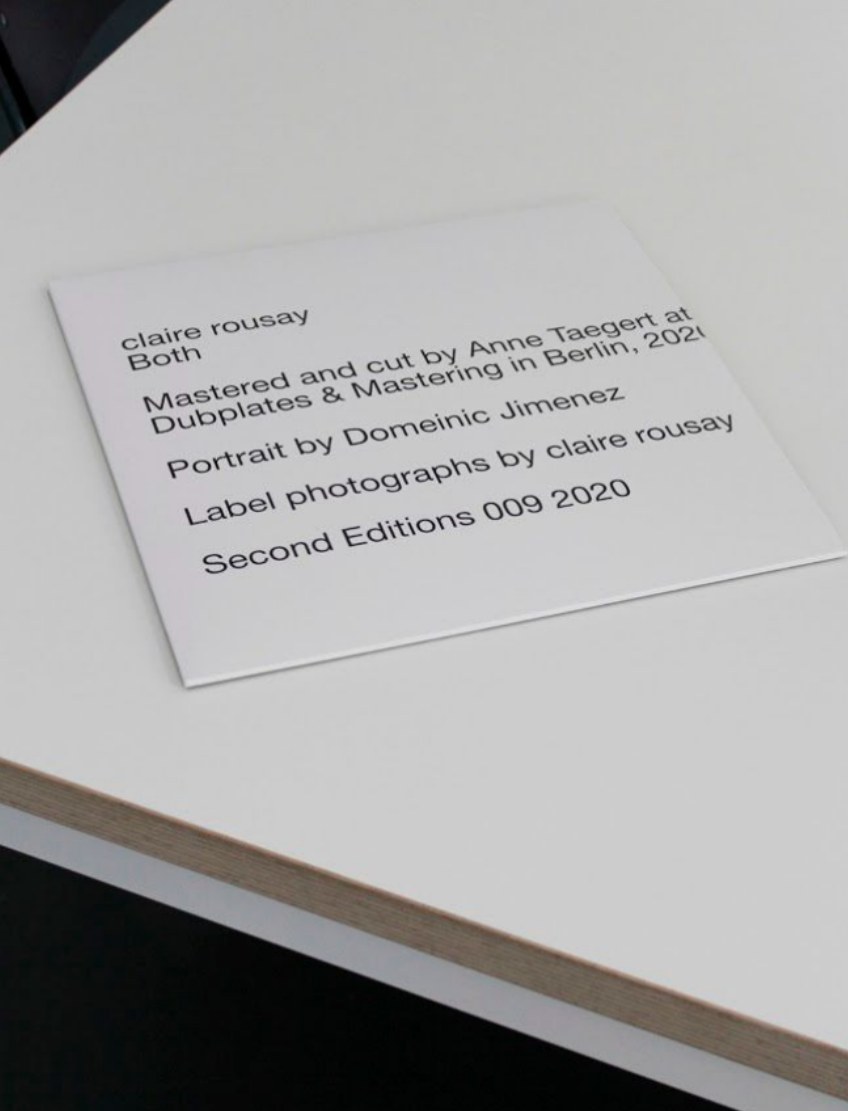 claire rousay
Both
Mastered and cut by Anne Taegert at
Dubplates & Mastering in Berlin, 2020
Portrait by Domeinic Jimenez
Label photographs by claire rousay
Second Editions 009 2020